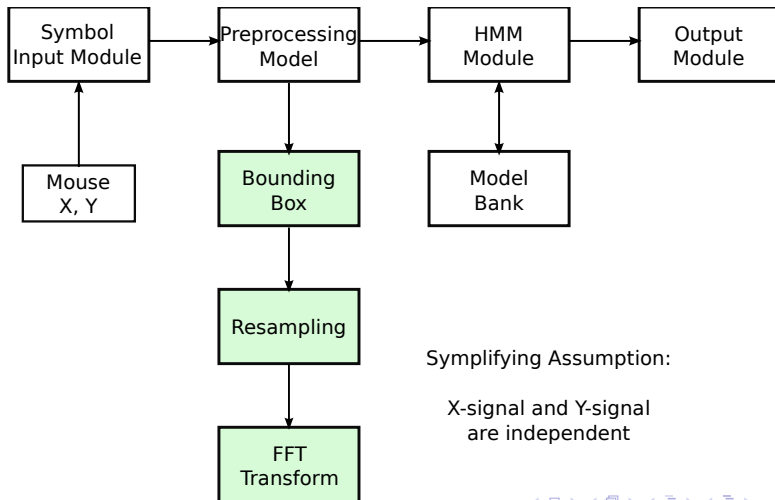 Symbol
Input Module
Preprocessing
Model
HMM
Module
Output
Module
Mouse
X, Y
Bounding
Box
Model
Bank
Resampling
Symplifying Assumption:
X-signal and Y-signal
are independent
FFT
Transform